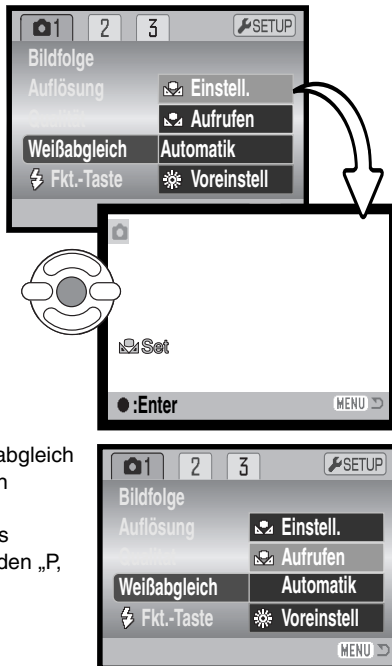 1 2 3 SETUP
Bildfolge
Auflösung Einstell.
Aufrufen
Weißabgleich Automatik
Fkt.-Taste Voreinstell
Set
:Enter MENU
abgleich
n
s
den „P,
1 2 3 SETUP
Bildfolge
Auflösung Einstell.
Aufrufen
Weißabgleich Automatik
Fkt.-Taste Voreinstell
MENU